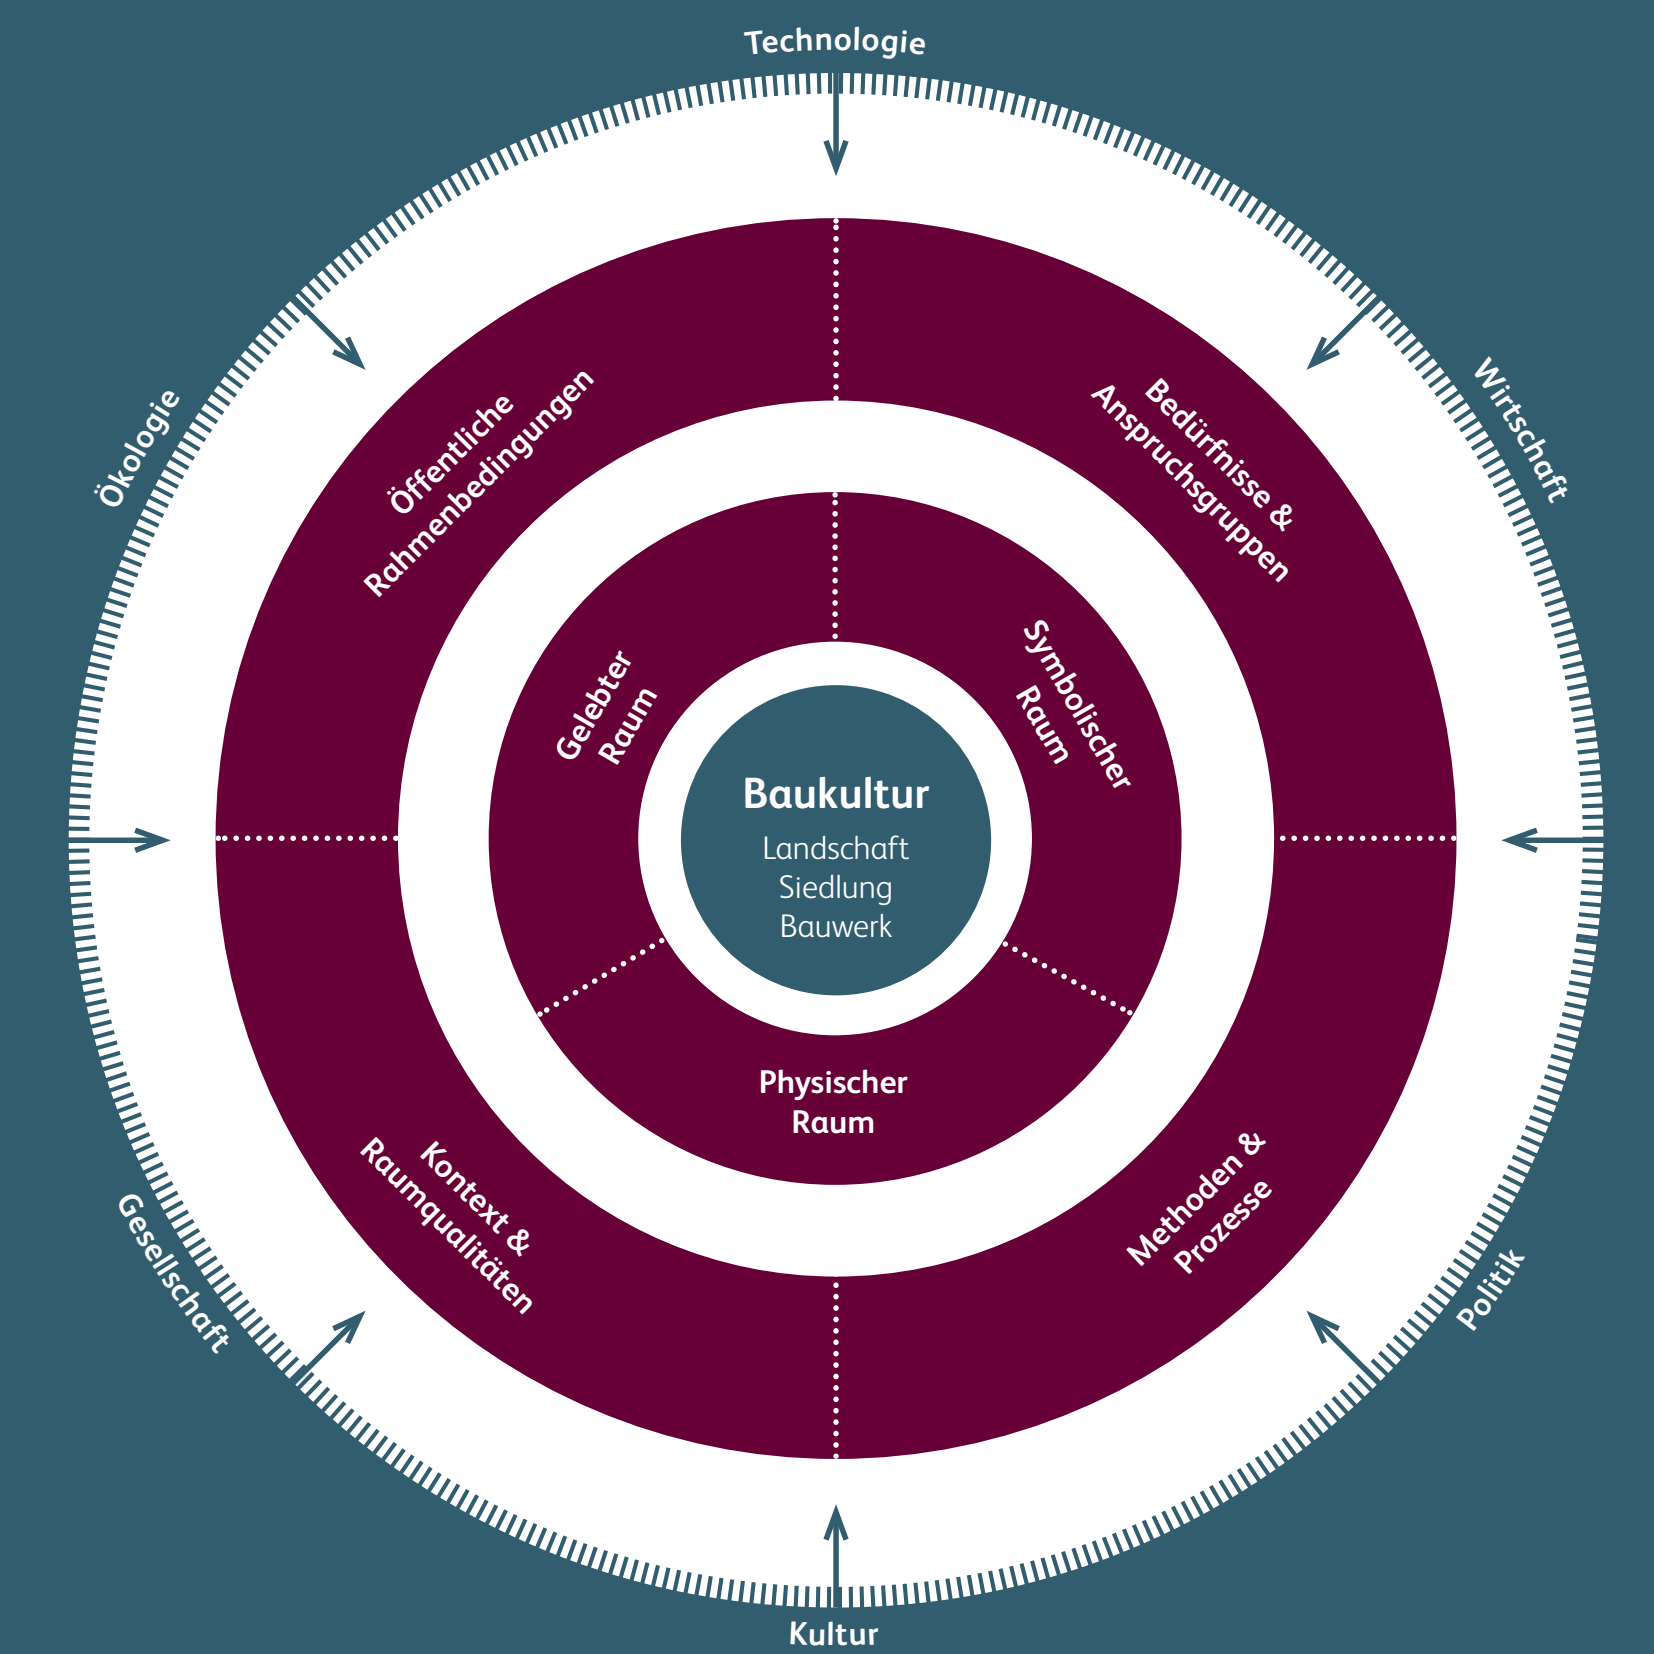 Technologie
Ökologie
Wirtschaft
Öffentliche
Rahmenbedingungen
Bedürfnisse &
Anspruchsgruppen
Gelebter
Raum
Symbolischer
Raum
Baukultur
Landschaft
Siedlung
Bauwerk
Physischer
Raum
Kontext &
Raumqualitäten
Methoden &
Prozesse
Gesellschaft
Politik
Kultur